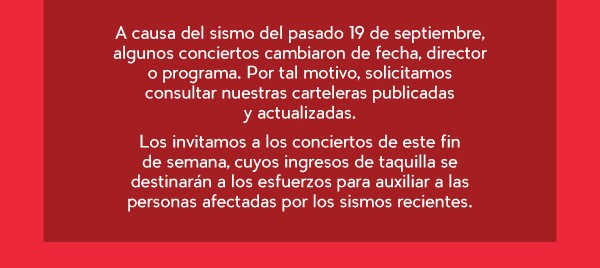 A causa del sismo del pasado 19 de septiembre,
algunos conciertos cambiaron de fecha, director
o programa. Por tal motivo, solicitamos
consultar nuestras carteleras publicadas
y actualizadas.
Los invitamos a los conciertos de este fin
de semana, cuyos ingresos de taquilla se
destinarán a los esfuerzos para auxiliar a las
personas afectadas por los sismos recientes.